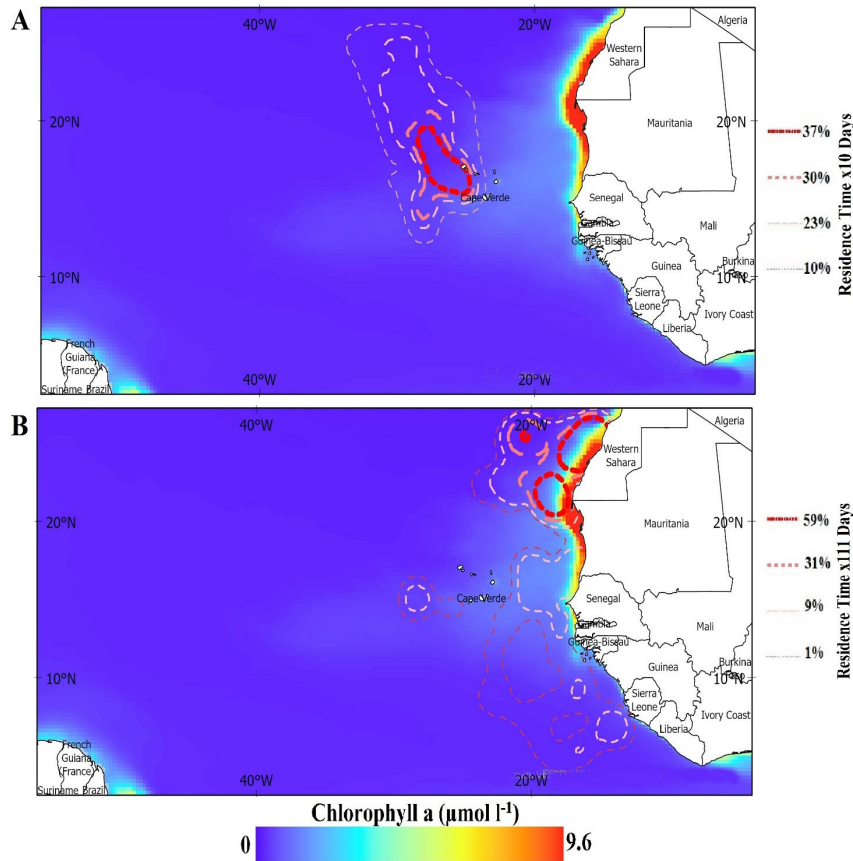 A
40°W
20°W
Algeria
Western
Sahara
20°N
Mauritania
Cape Verde
Senegal
Gambia
Guinea-Bissau
Mali
Guinea
Burkina
Faso
10°N
10°N
Sierra
Leone
Ivory Coast
Liberia
French
Guiana
(France)
Suriname Brazil
40°W
20°W
37%
30%
23%
10%
Residence Time x10 Days
B
20°W
Algeria
Western
Sahara
20°N
20°N
Mauritania
Cape Verde
Senegal
Gambia
Guinea-Bissau
Mali
Guinea
Burkina
Faso
10°N
10°N
Sierra
Leone
Ivory Coast
Liberia
French
Guiana
(France)
Suriname Brazil
40°W
20°W
59%
31%
9%
1%
Residence Time x111 Days
Chlorophyll a (µmol l-1)
0
9.6